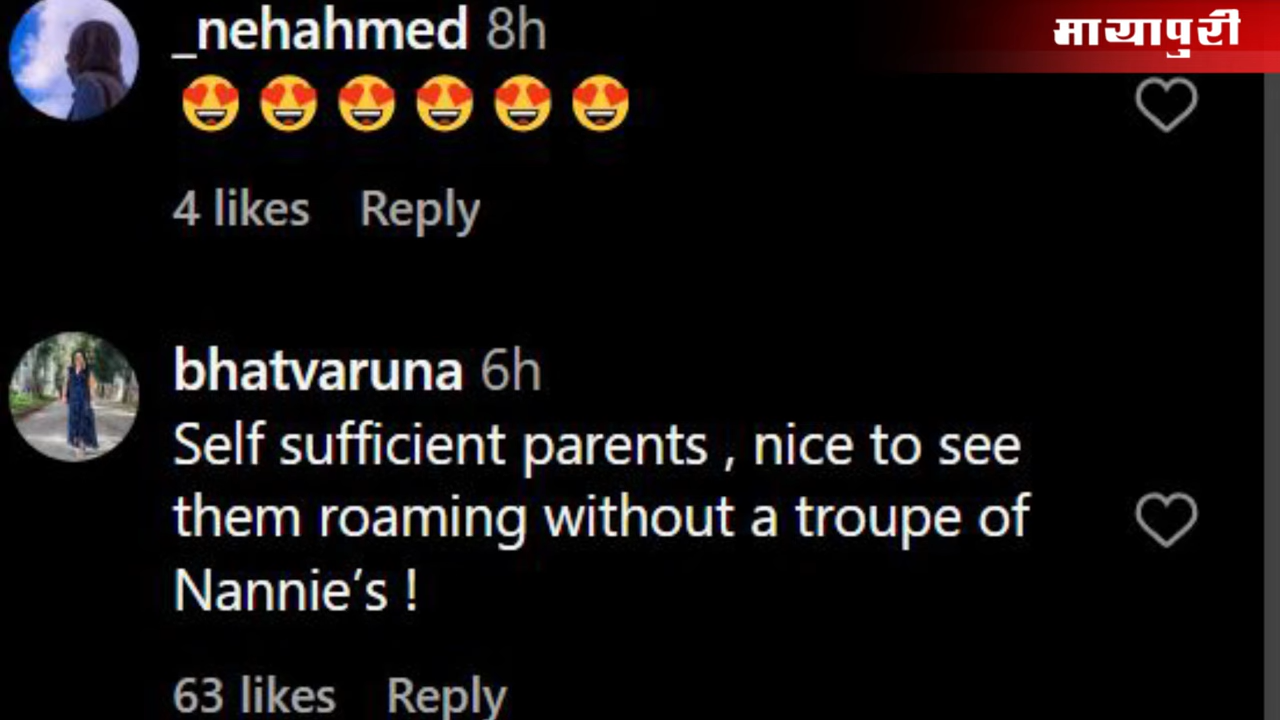 _nehahmed 8h
मायापुरी
😍 😍 😍 😍 😍 😍
4 likes Reply
bhatvaruna 6h
Self sufficient parents , nice to see
them roaming without a troupe of
Nannie’s !
63 likes Reply